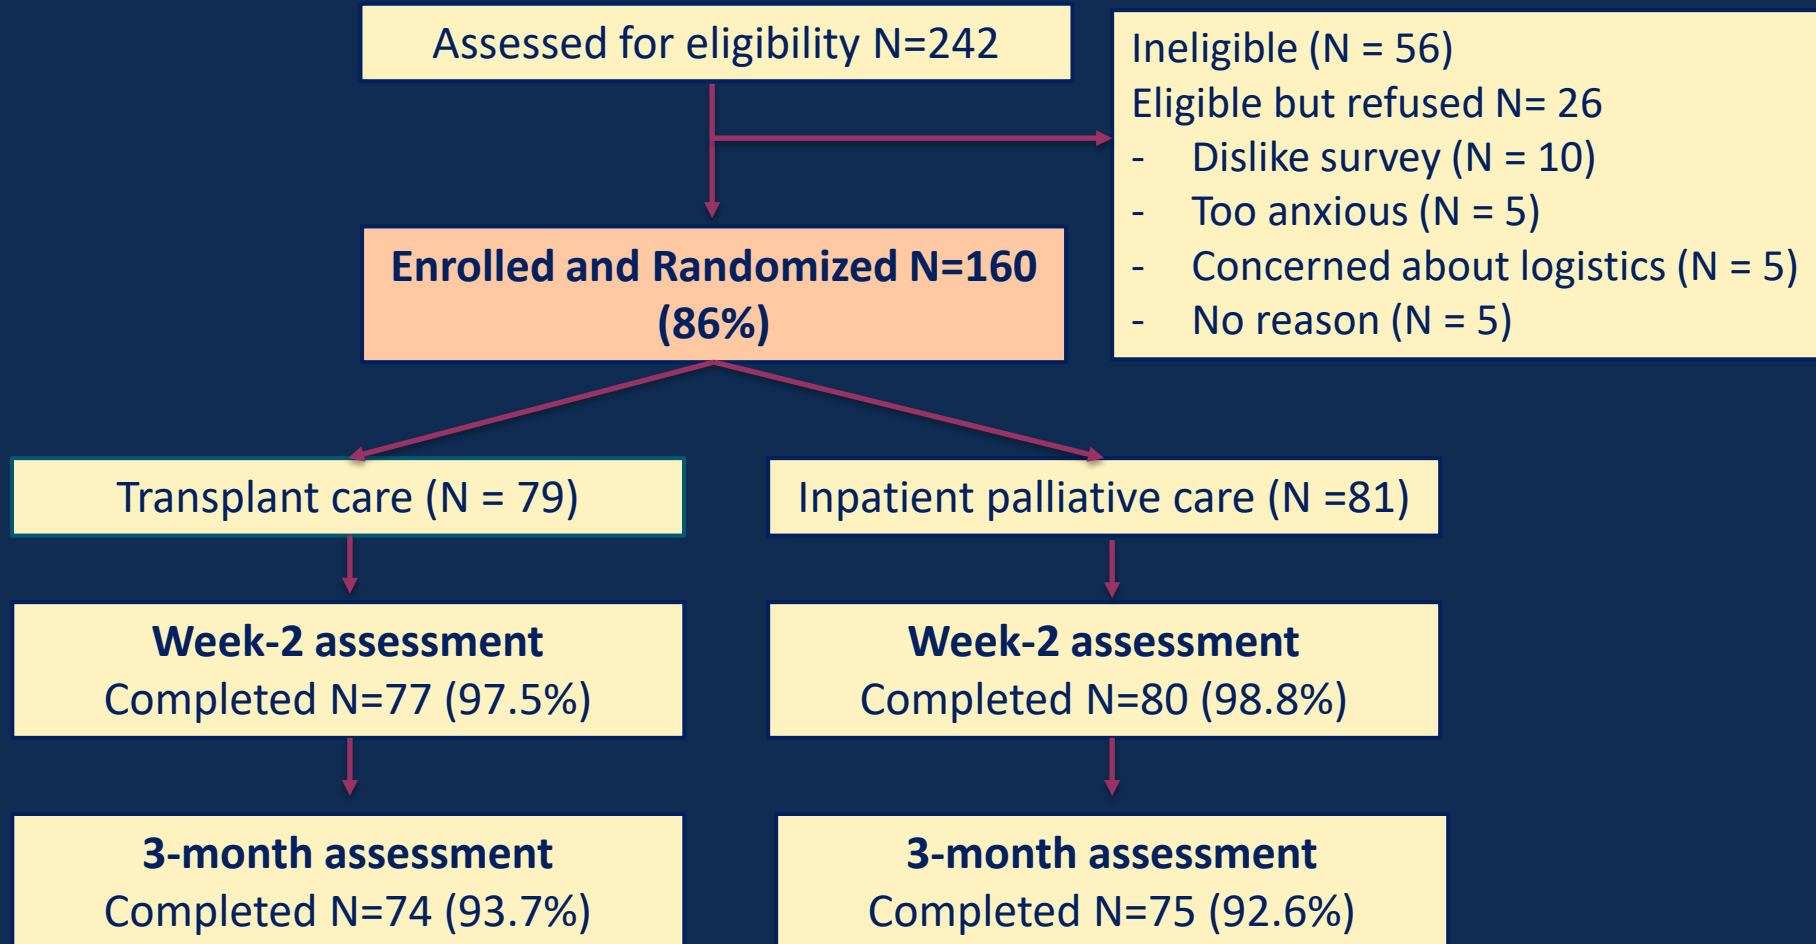 Assessed for eligibility N=242
Ineligible (N = 56)
Eligible but refused N= 26
- Dislike survey (N = 10)
- Too anxious (N = 5)
- Concerned about logistics (N = 5)
- No reason (N = 5)
Enrolled and Randomized N=160
(86%)
Transplant care (N = 79)
Inpatient palliative care (N =81)
Week-2 assessment
Completed N=77 (97.5%)
Week-2 assessment
Completed N=80 (98.8%)
3-month assessment
Completed N=74 (93.7%)
3-month assessment
Completed N=75 (92.6%)